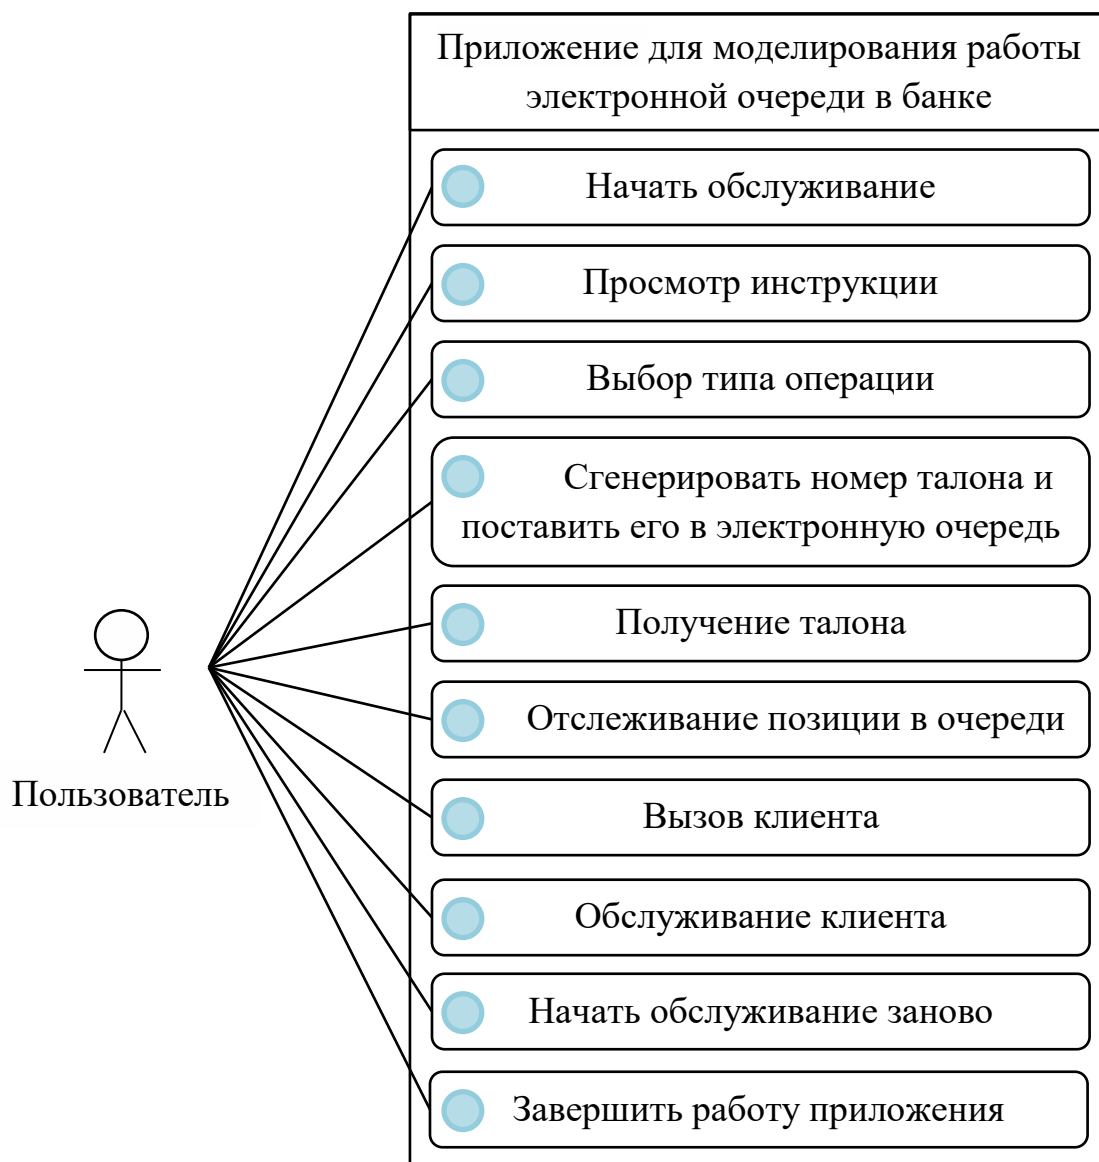 Приложение для моделирования работы
электронной очереди в банке
Начать обслуживание
Просмотр инструкции
Выбор типа операции
Сгенерировать номер талона и
поставить его в электронную очередь
Получение талона
Отслеживание позиции в очереди
Пользователь
Вызов клиента
Обслуживание клиента
Начать обслуживание заново
Завершить работу приложения